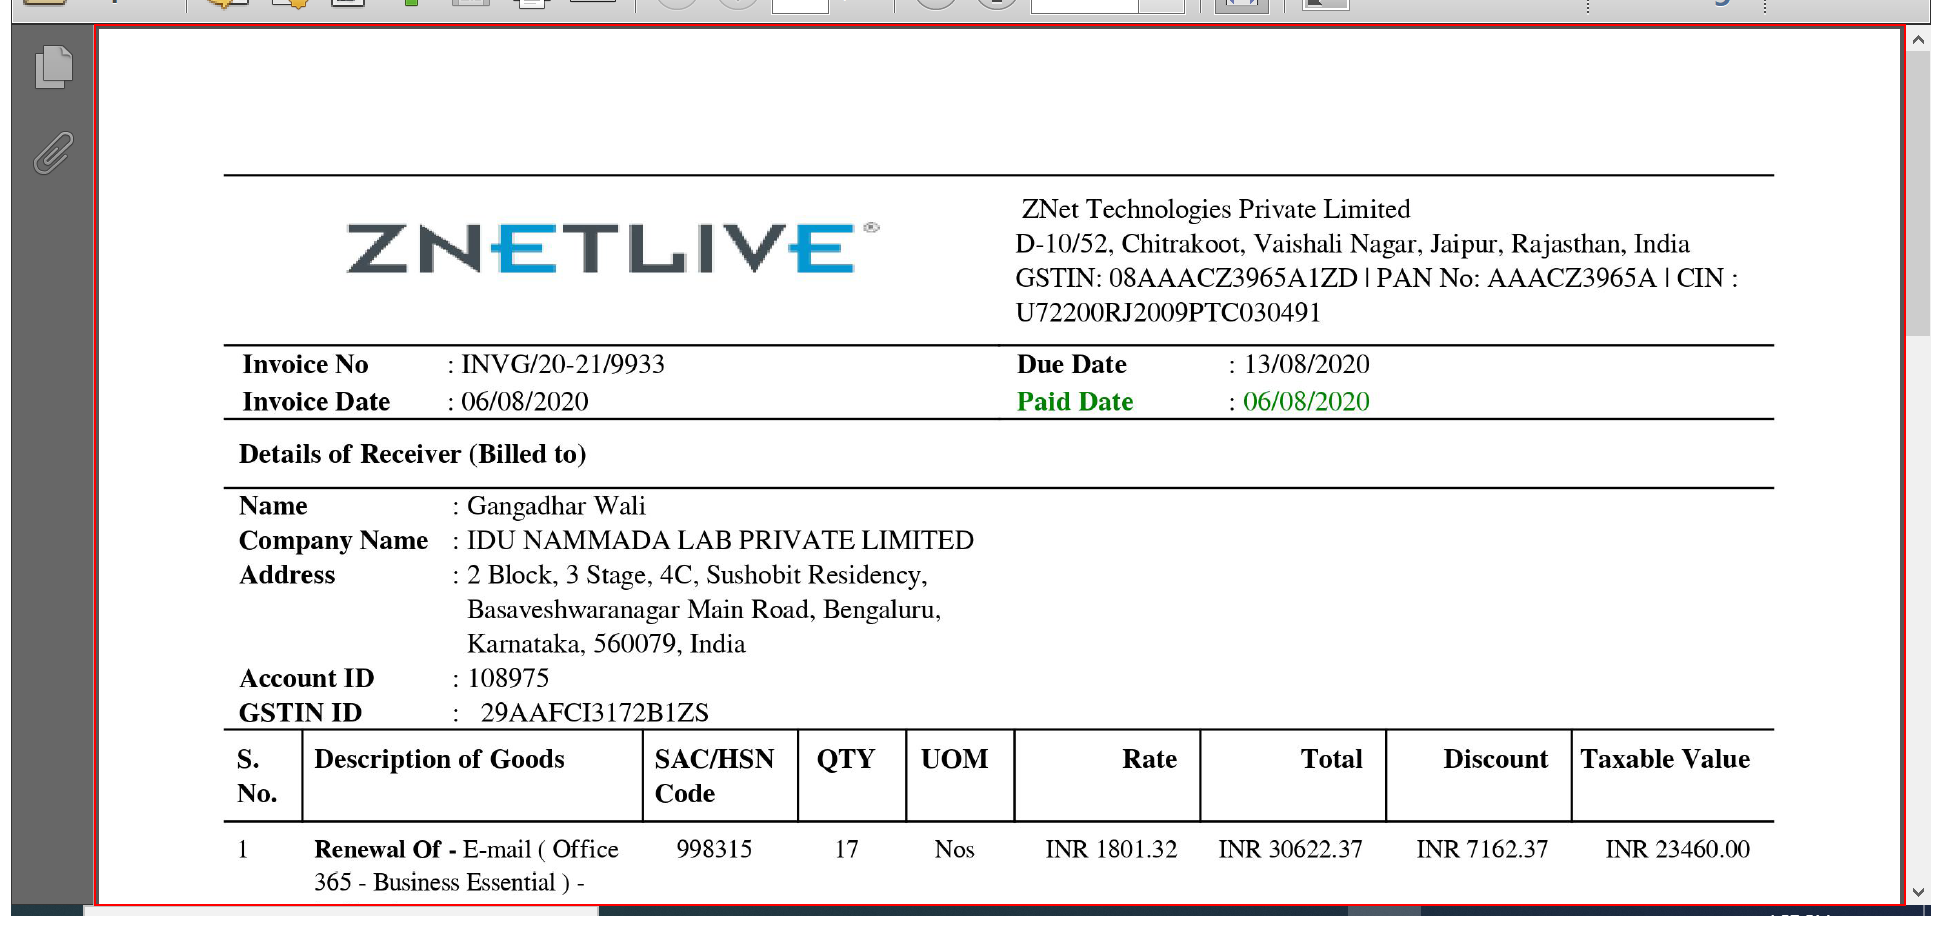 ZNETLIVE®
ZNet Technologies Private Limited
D-10/52, Chitrakoot, Vaishali Nagar, Jaipur, Rajasthan, India
GSTIN: 08AAACZ3965A1ZD | PAN No: AAACZ3965A | CIN :
U72200RJ2009PTC030491
Invoice No : INVG/20-21/9933 Due Date : 13/08/2020
Invoice Date : 06/08/2020 Paid Date : 06/08/2020
Details of Receiver (Billed to)
Name : Gangadhar Wali
Company Name : IDU NAMMADA LAB PRIVATE LIMITED
Address : 2 Block, 3 Stage, 4C, Sushobit Residency,
Basaveshwaranagar Main Road, Bengaluru,
Karnataka, 560079, India
Account ID : 108975
GSTIN ID : 29AAFCI3172B1ZS
S. Description of Goods SAC/HSN QTY UOM Rate Total Discount Taxable Value
No. Code
1 Renewal Of - E-mail ( Office 998315 17 Nos INR 1801.32 INR 30622.37 INR 7162.37 INR 23460.00
365 - Business Essential ) -